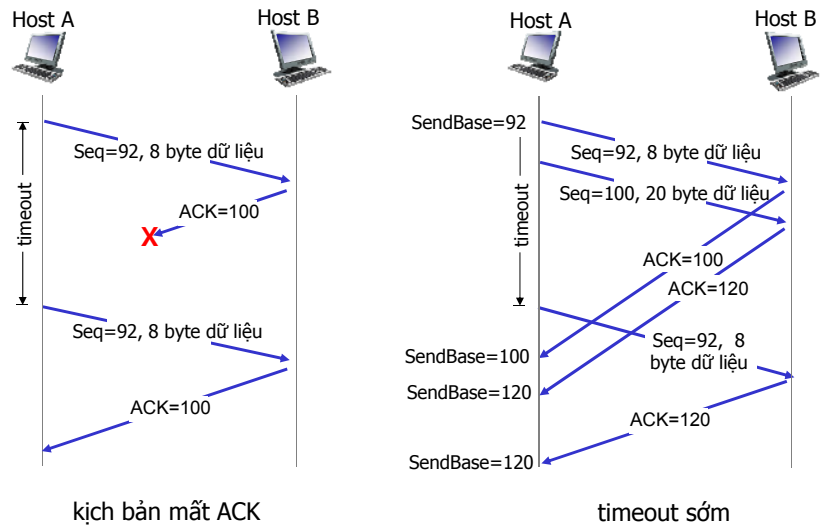 Host A
Host B
Seq=92, 8 byte dữ liệu
ACK=100
X
timeout
Seq=92, 8 byte dữ liệu
ACK=100
kịch bản mất ACK
Host A
Host B
SendBase=92
Seq=92, 8 byte dữ liệu
Seq=100, 20 byte dữ liệu
timeout
ACK=100
ACK=120
Seq=92, 8
byte dữ liệu
SendBase=100
SendBase=120
ACK=120
SendBase=120
timeout sớm